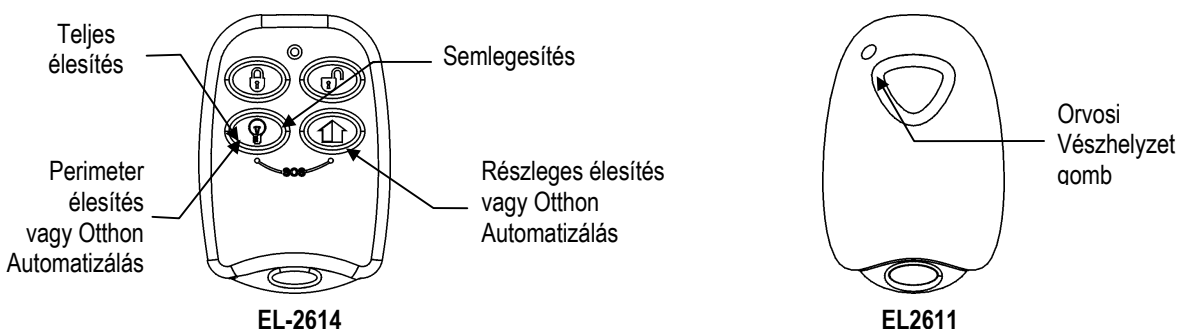 Teljes
élesítés
Semlegesítés
SOS
Perimeter
élesítés
vagy Otthon
Automatizálás
Részleges élesítés
vagy Otthon
Automatizálás
EL-2614
Orvosi
Vészhelyzet
gomb
EL2611